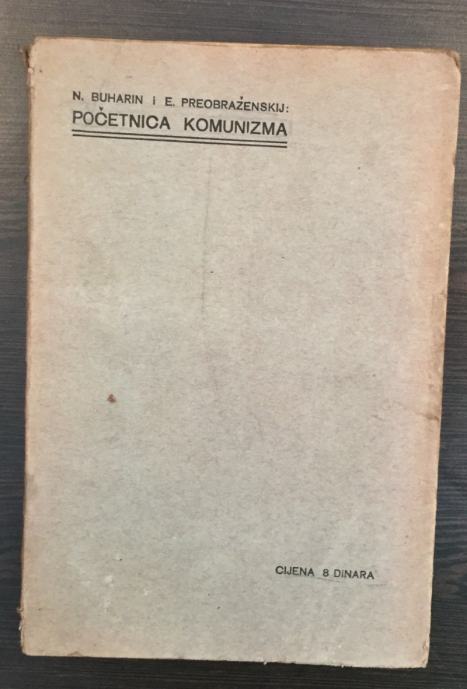 N. BUHARIN i E. PREOBRAŽENSKIJ:
POČETNICA KOMUNIZMA
CIJENA 8 DINARA